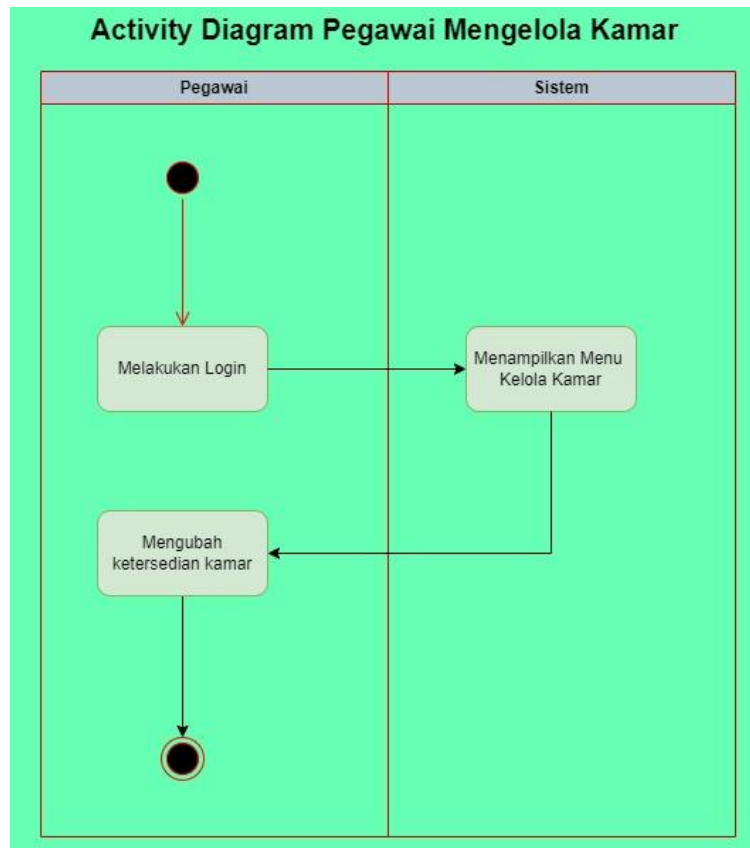 Activity Diagram Pegawai Mengelola Kamar
Pegawai
Sistem
Melakukan Login
Menampilkan Menu
Kelola Kamar
Mengubah
ketersedian kamar